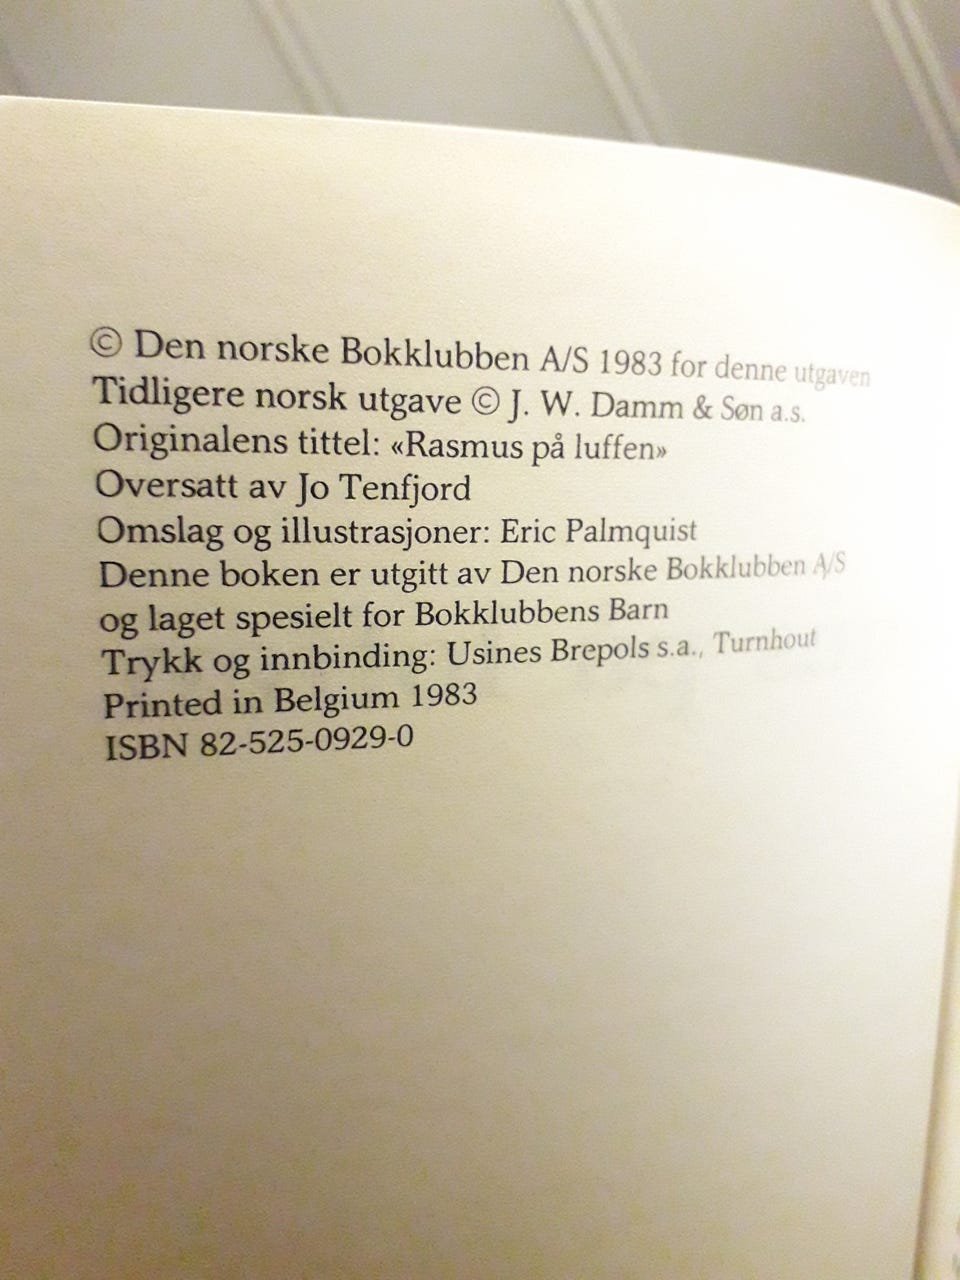 © Den norske Bokklubben A/S 1983 for denne utgaven
Tidligere norsk utgave © J. W. Damm & Søn a.s.
Originalens tittel: «Rasmus på luffen»
Oversatt av Jo Tenfjord
Omslag og illustrasjoner: Eric Palmquist
Denne boken er utgitt av Den norske Bokklubben A/S
og laget spesielt for Bokklubbens Barn
Trykk og innbinding: Usines Brepols s.a., Turnhout
Printed in Belgium 1983
ISBN 82-525-0929-0